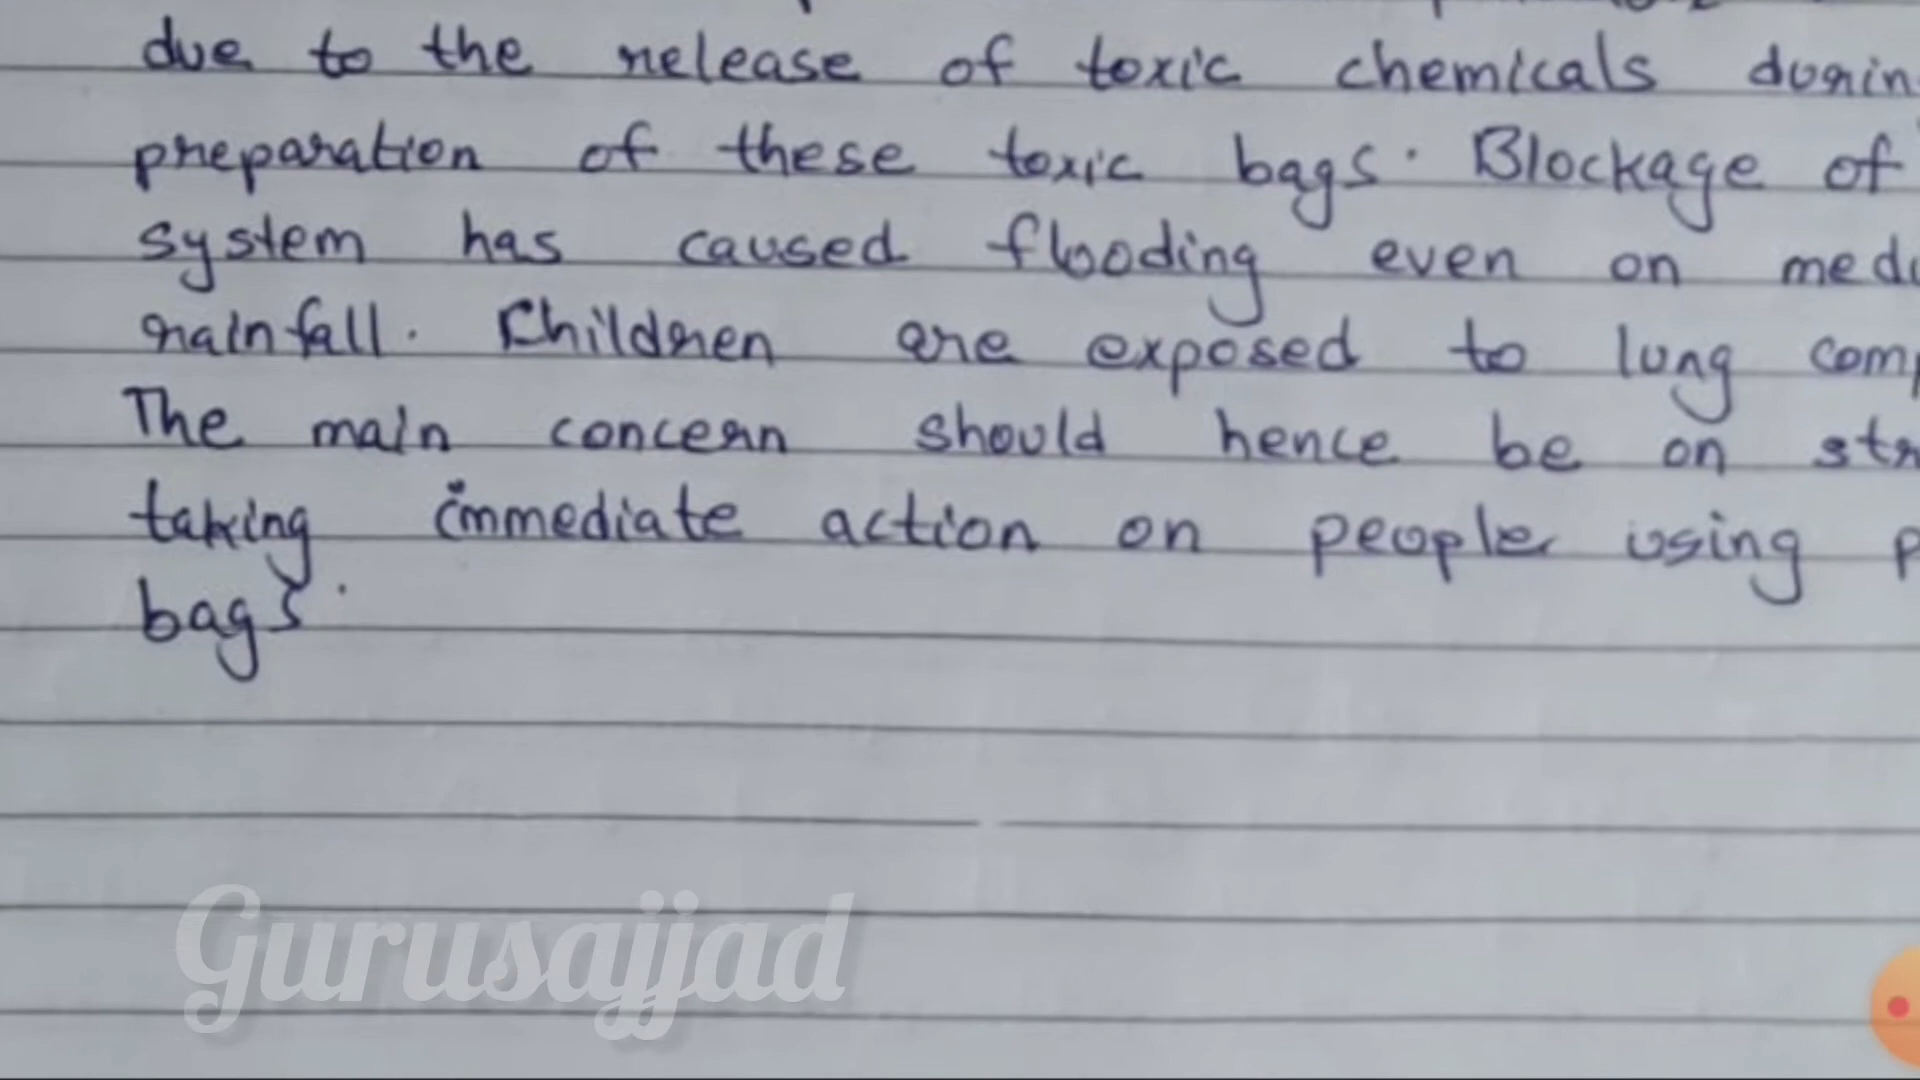 due to the release of toxic chemicals durin
preparation of these toxic bags. Blockage of
system has caused flooding even on med
rainfall. Children are exposed to lung comp
The main concern should hence be on str
taking immediate action on people using p
bags.
Gurusajjad